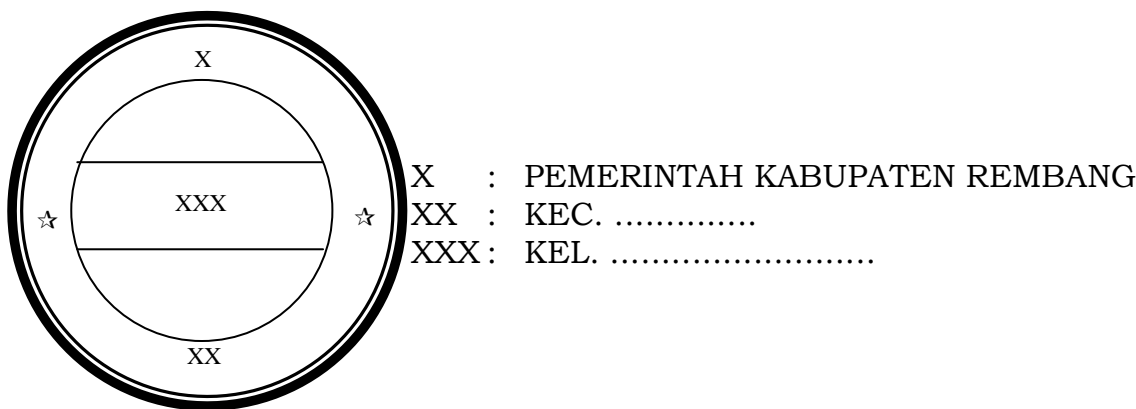 X
XXX
XX
X : PEMERINTAH KABUPATEN REMBANG
XX : KEC. ..............
XXX : KEL. ..........................